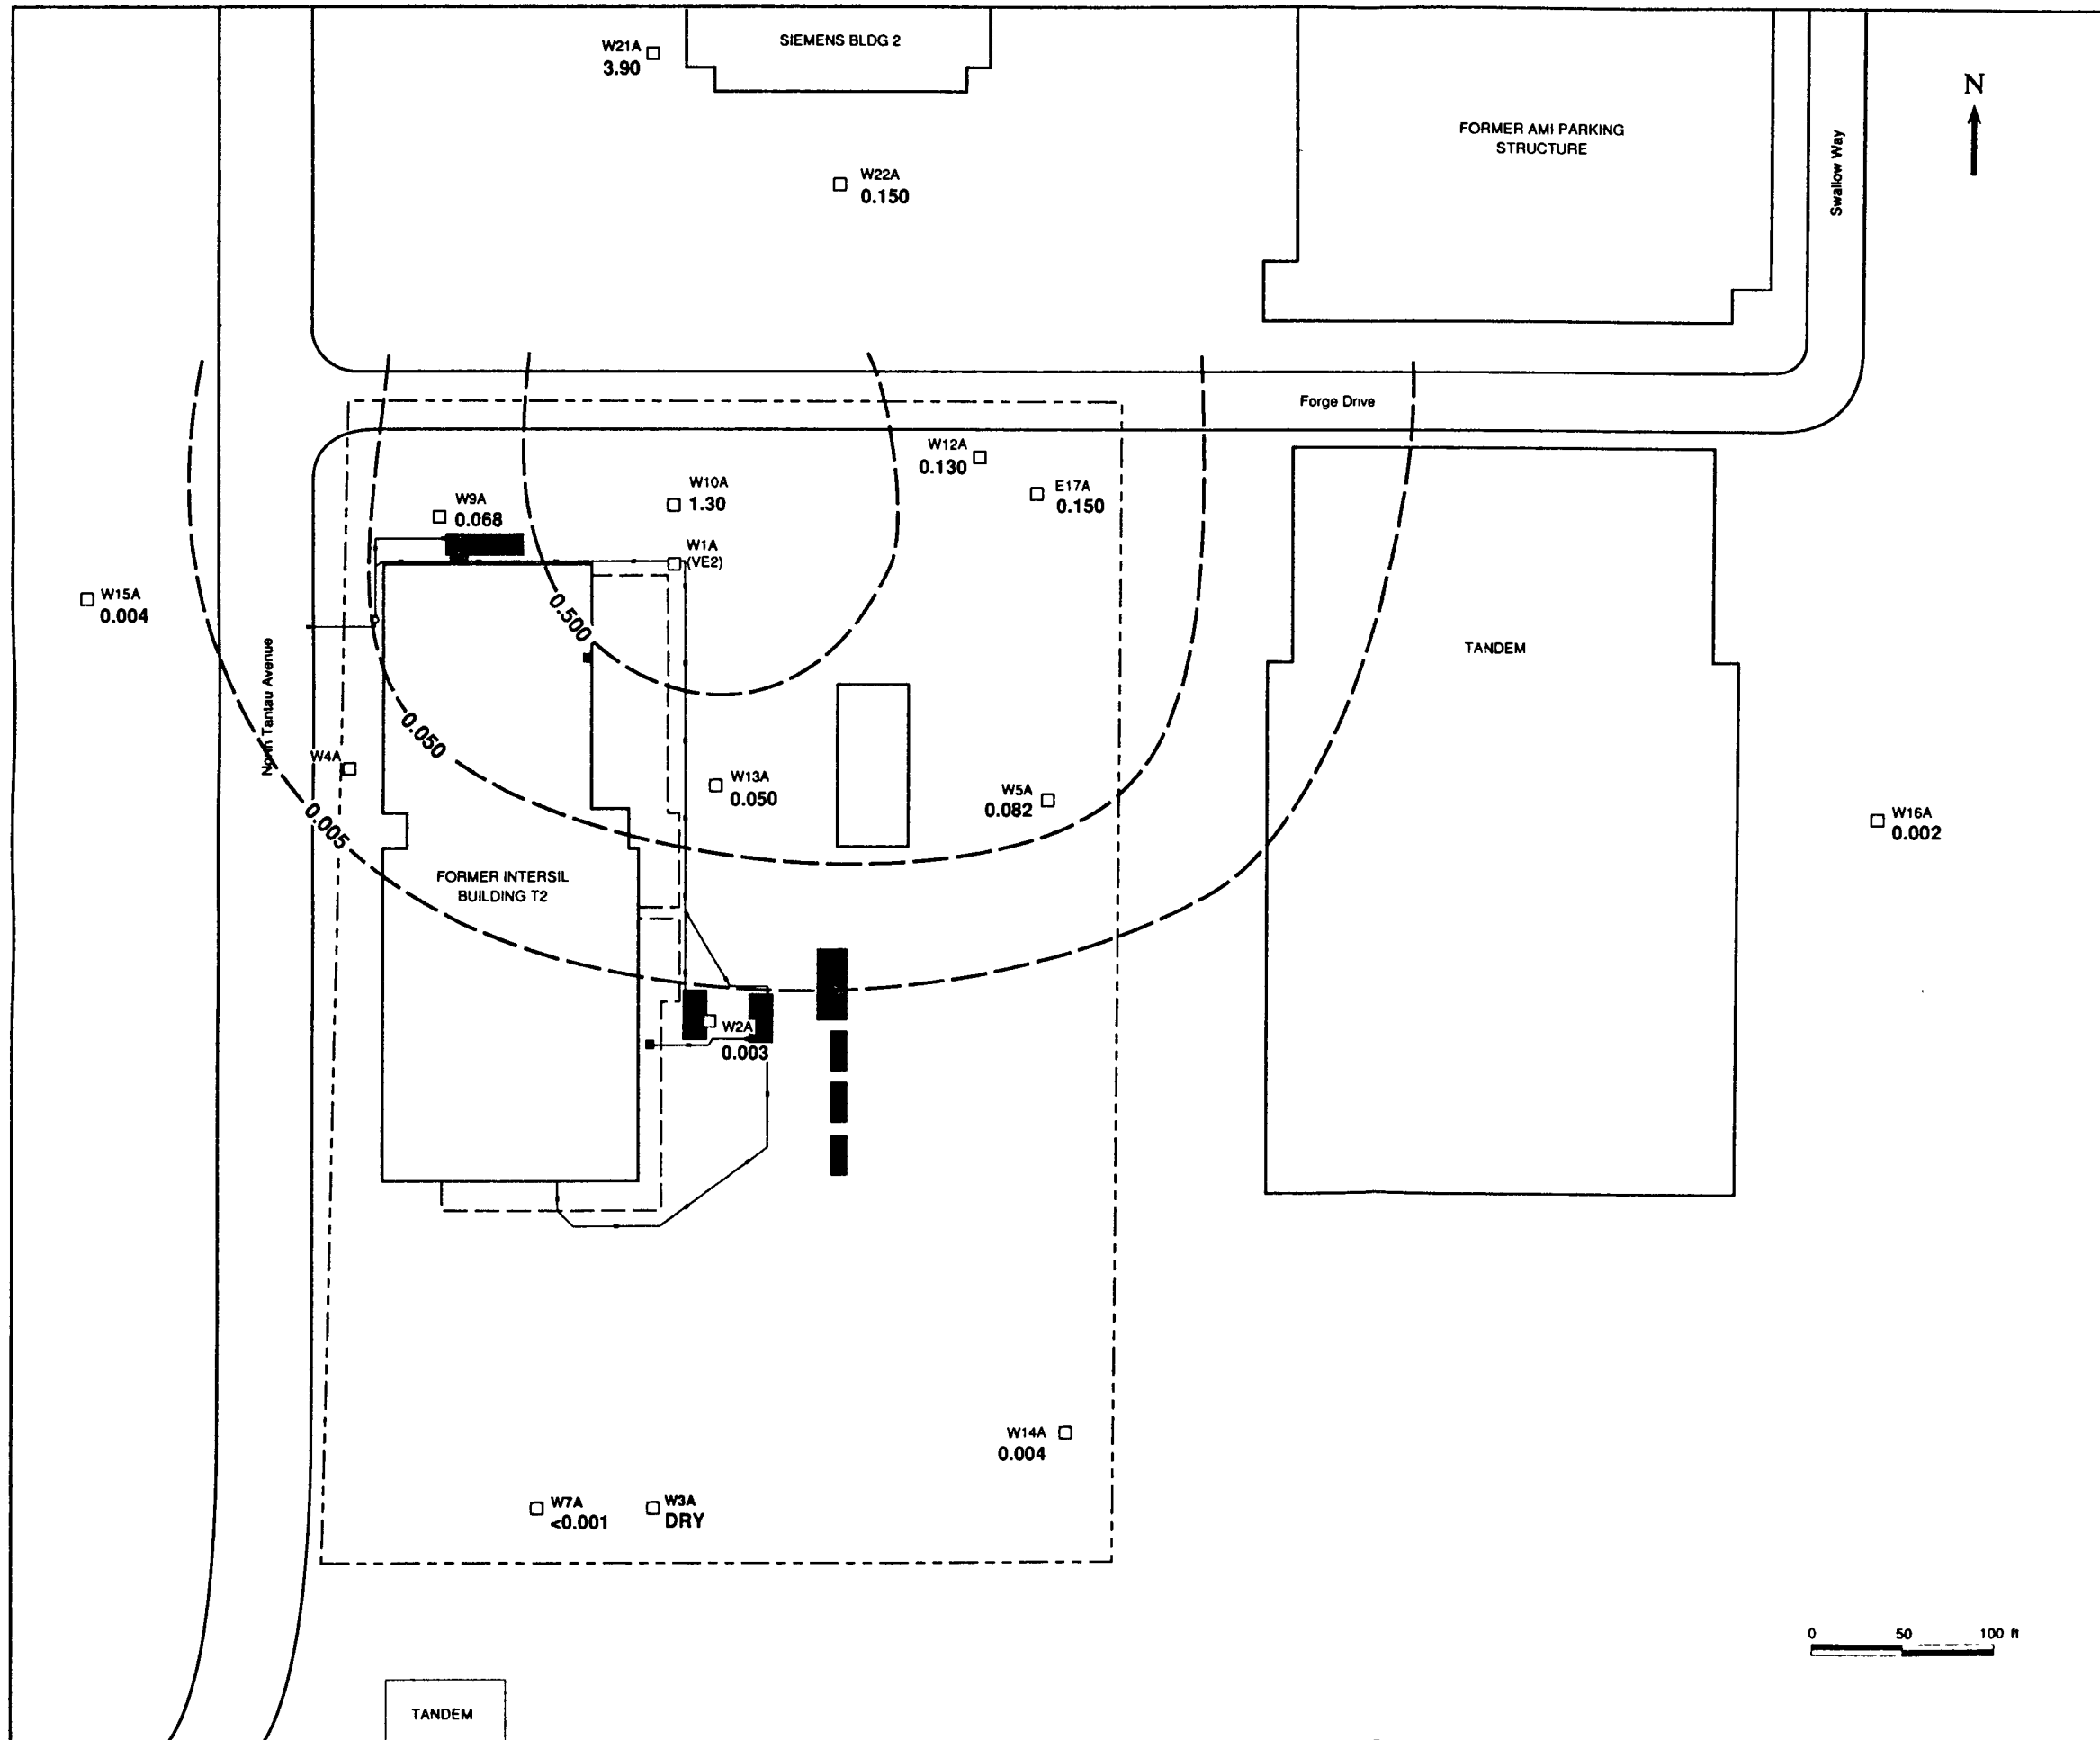 W21A
3.90
SIEMENS BLDG 2
N
FORMER AMI PARKING
STRUCTURE
Swallow Way
W22A
0.150
Forge Drive
W12A
0.130
W10A
1.30
E17A
0.150
W9A
0.068
W1A
(VE2)
W15A
0.004
0.500
North Tantau Avenue
TANDEM
0.050
W4A
W13A
0.050
W5A
0.082
0.005
W16A
0.002
FORMER INTERSIL
BUILDING T2
W2A
0.003
W14A
0.004
W7A
<0.001
W3A
DRY
0 50 100 ft
TANDEM